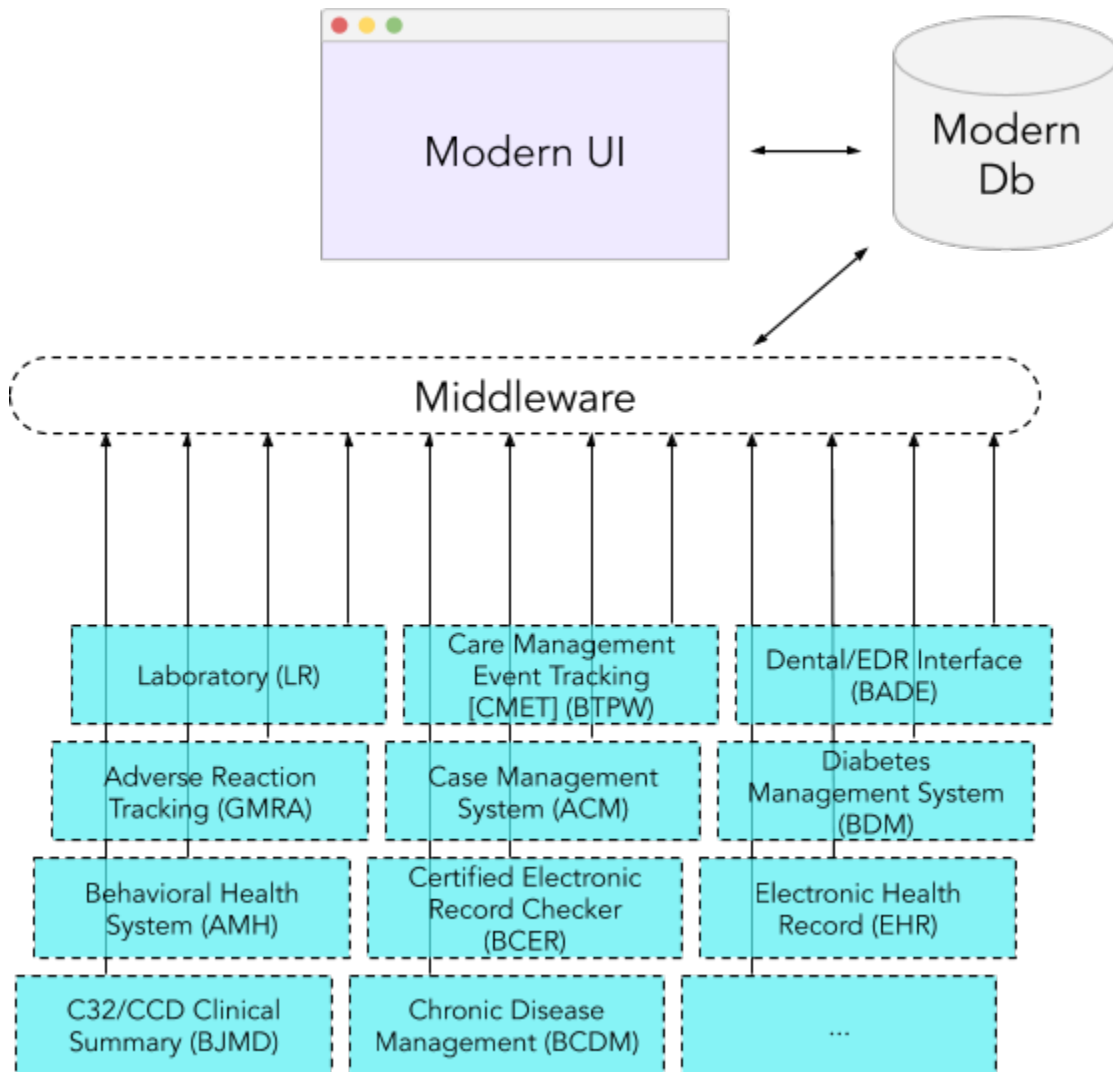 Modern UI
Modern
Db
Middleware
Laboratory (LR)
Care Management
Event Tracking
[CMET] (BTPW)
Dental/EDR Interface
(BADE)
Adverse Reaction
Tracking (GMRA)
Case Management
System (ACM)
Diabetes
Management System
(BDM)
Behavioral Health
System (AMH)
Certified Electronic
Record Checker
(BCER)
Electronic Health
Record (EHR)
C32/CCD Clinical
Summary (BJMD)
Chronic Disease
Management (BCDM)
...